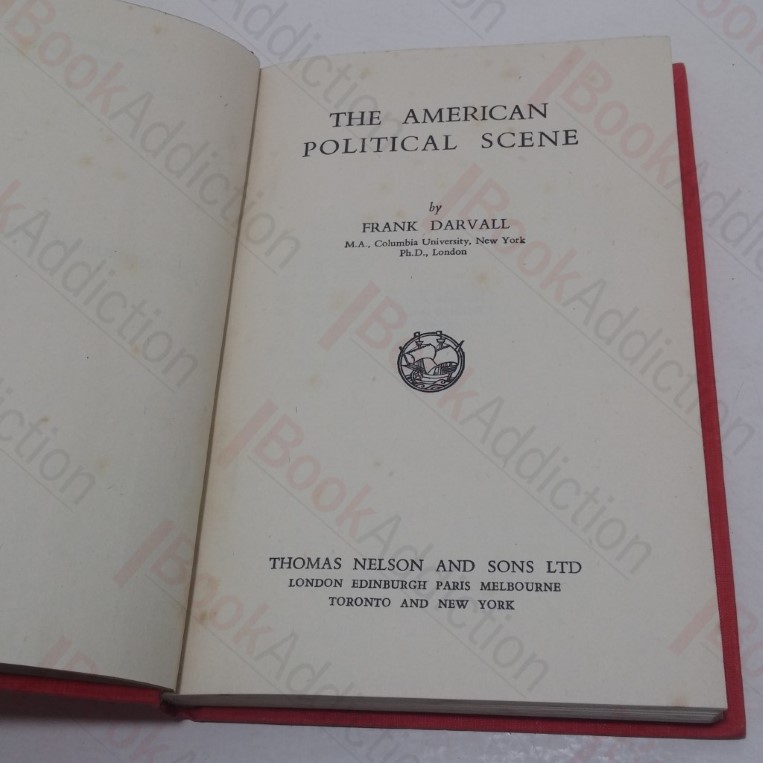 THE AMERICAN
POLITICAL SCENE
by
FRANK DARVALL
M.A., Columbia University, New York
Ph.D., London
THOMAS NELSON AND SONS LTD
LONDON EDINBURGH PARIS MELBOURNE
TORONTO AND NEW YORK
BookAddiction